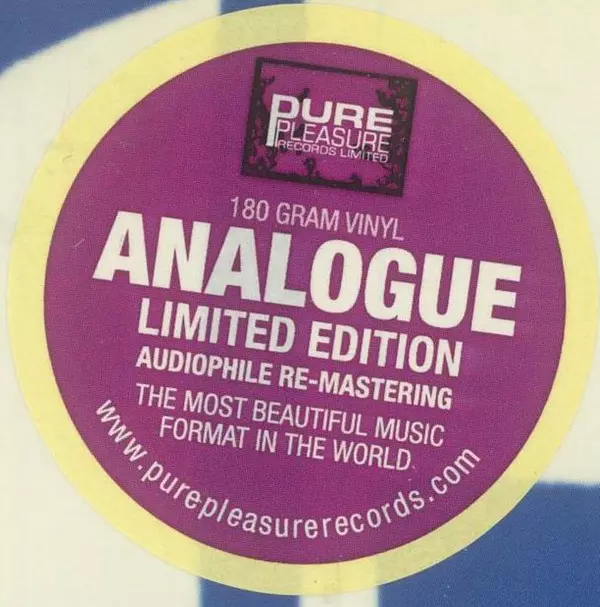 PURE
PLEASURE
RECORDS LIMITED
180 GRAM VINYL
ANALOGUE
LIMITED EDITION
AUDIOPHILE RE-MASTERING
THE MOST BEAUTIFUL MUSIC
FORMAT IN THE WORLD
www.purepleasurerecords.com